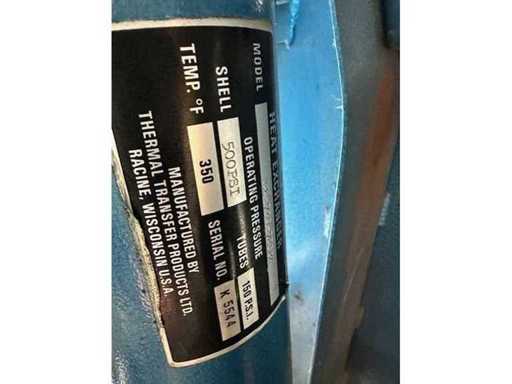 HEAT EXCHANGER
MODEL
OPERATING PRESSURE
SHELL 500PSI TUBES 150 P.S.I.
TEMP. °F 350 SERIAL NO. K 5544
MANUFACTURED BY
THERMAL TRANSFER PRODUCTS LTD.
RACINE, WISCONSIN U.S.A.